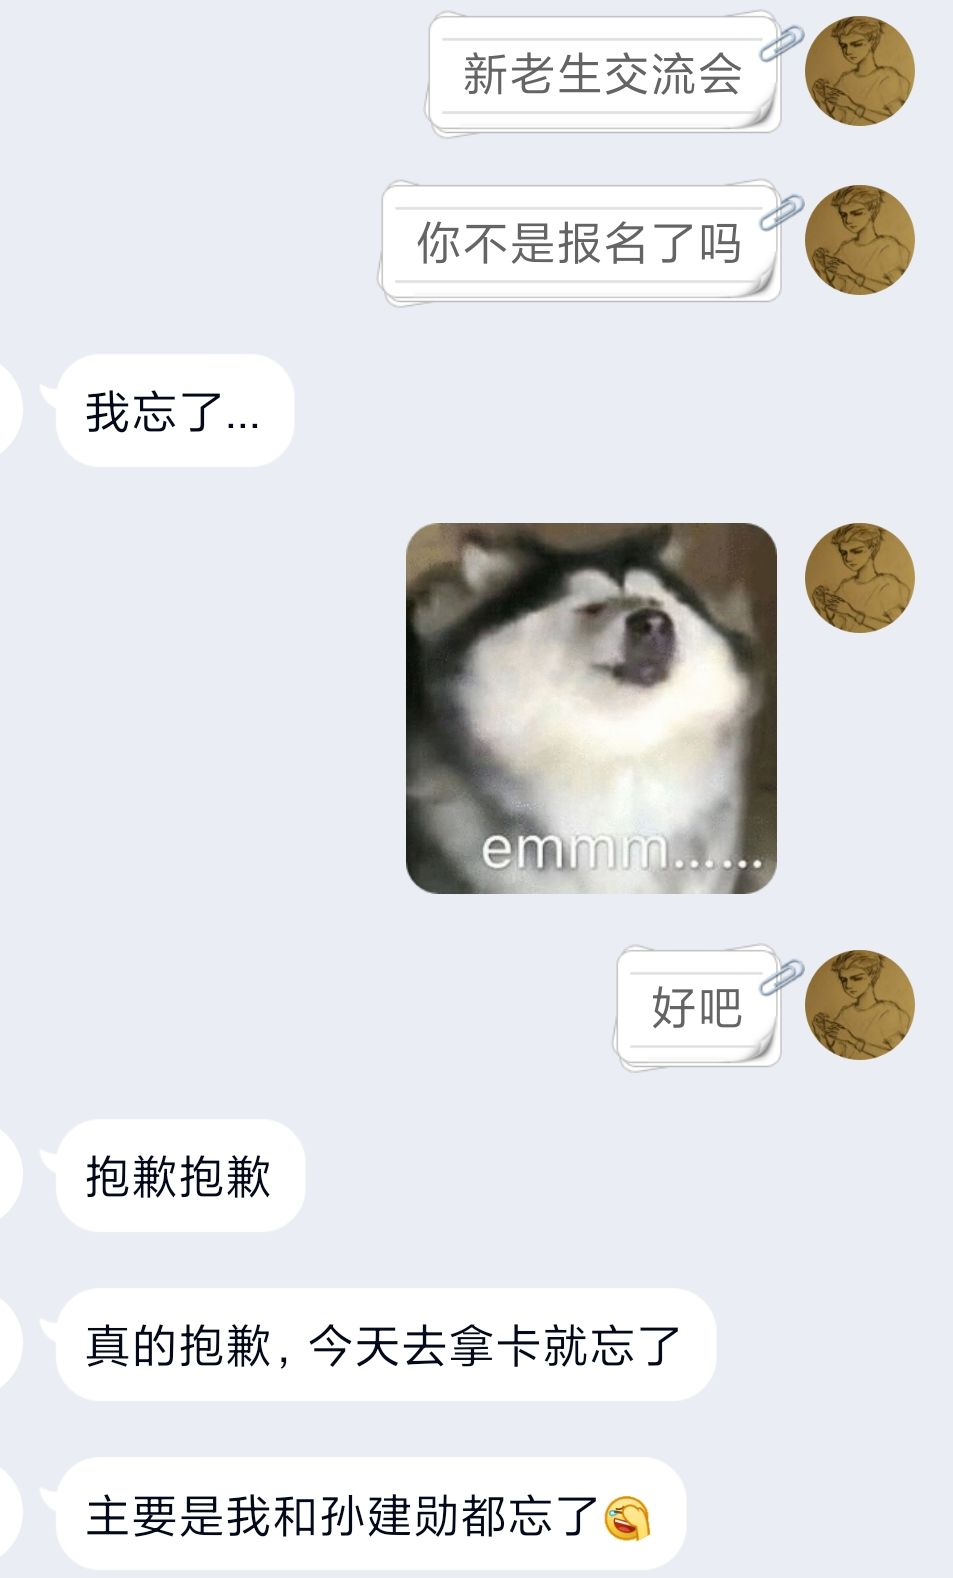 新老生交流会
你不是报名了吗
我忘了...
emmm......
好吧
抱歉抱歉
真的抱歉，今天去拿卡就忘了
主要是我和孙建勋都忘了